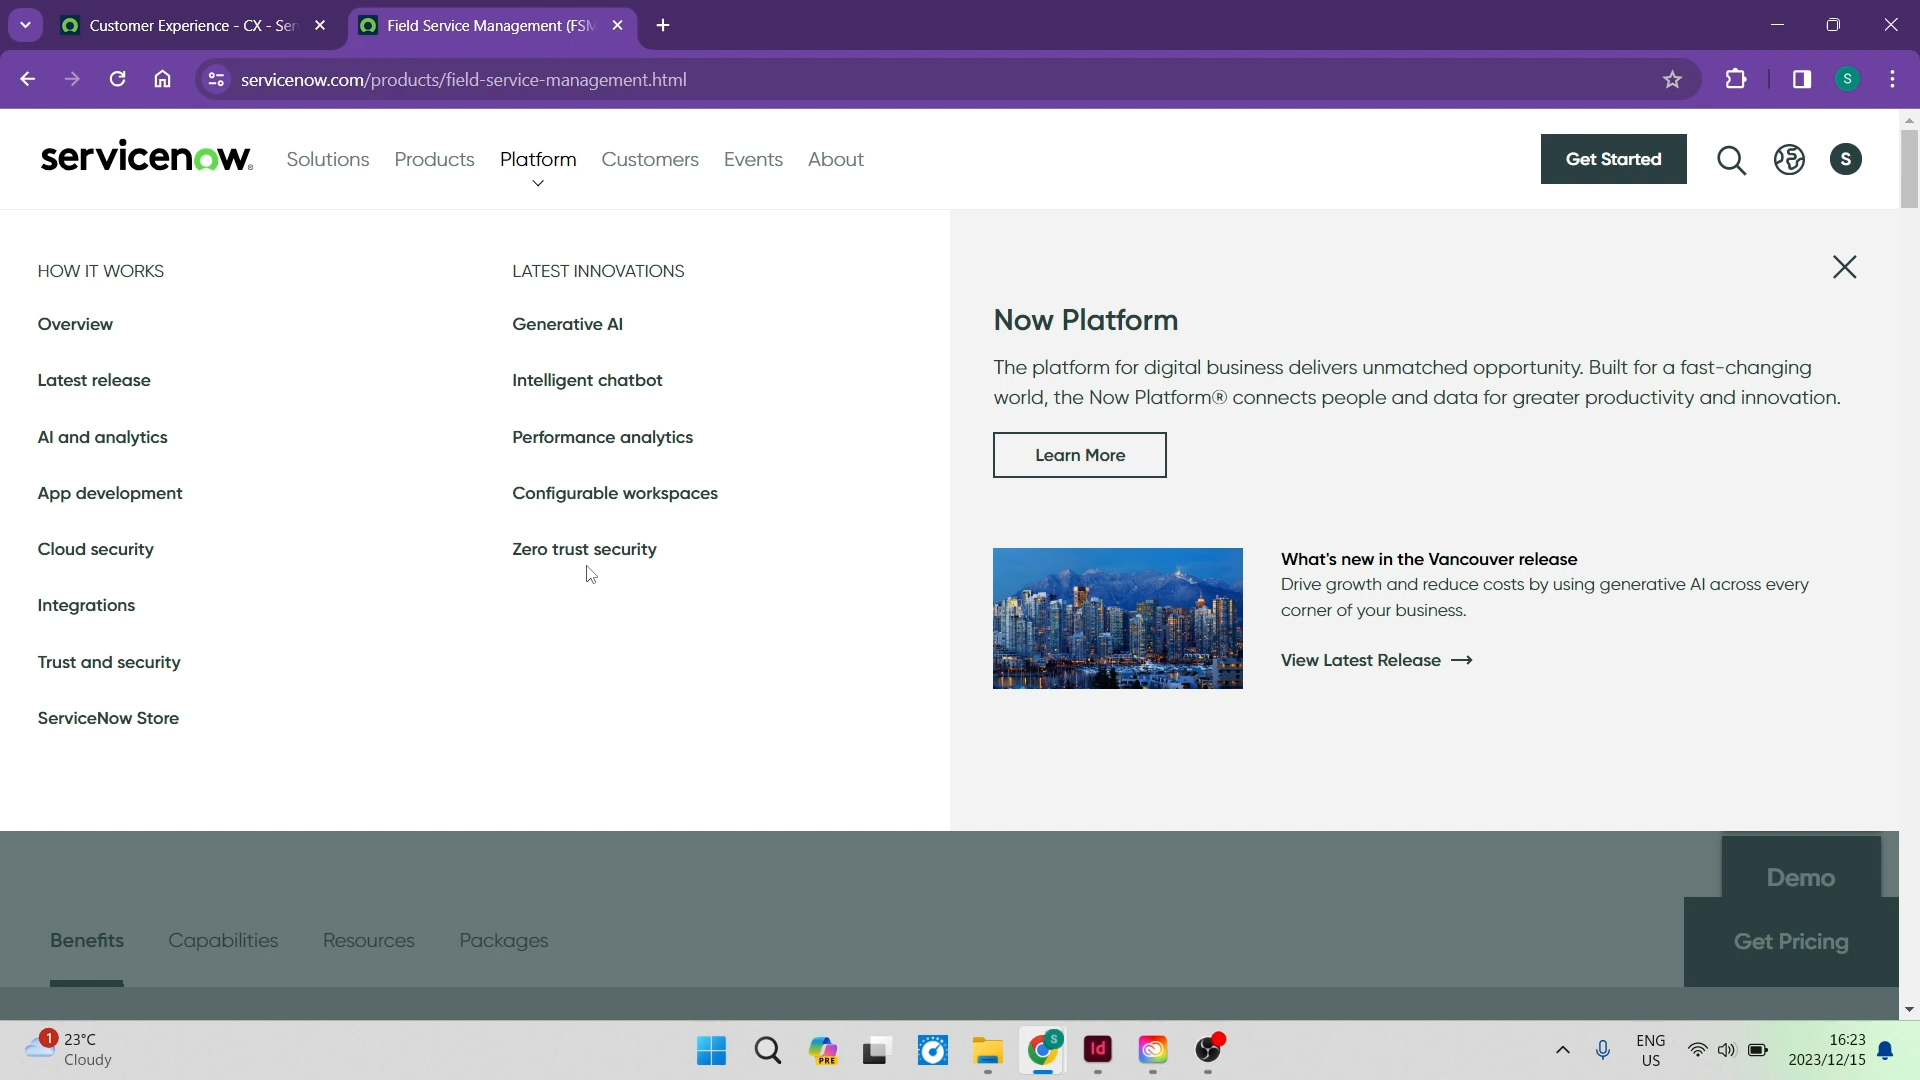 Customer Experience - CX - Ser
Field Service Management (FSM
servicenow.com/products/field-service-management.html
S
servicenow
Solutions
Products
Platform
Customers
Events
About
Get Started
S
HOW IT WORKS
Overview
Latest release
AI and analytics
App development
Cloud security
Integrations
Trust and security
ServiceNow Store
LATEST INNOVATIONS
Generative AI
Intelligent chatbot
Performance analytics
Configurable workspaces
Zero trust security
Now Platform
The platform for digital business delivers unmatched opportunity. Built for a fast-changing
world, the Now Platform® connects people and data for greater productivity and innovation.
Learn More
What's new in the Vancouver release
Drive growth and reduce costs by using generative AI across every
corner of your business.
View Latest Release
Demo
Benefits
Capabilities
Resources
Packages
Get Pricing
1
23°C
Cloudy
PRE
S
Id
ENG
US
16:23
2023/12/15